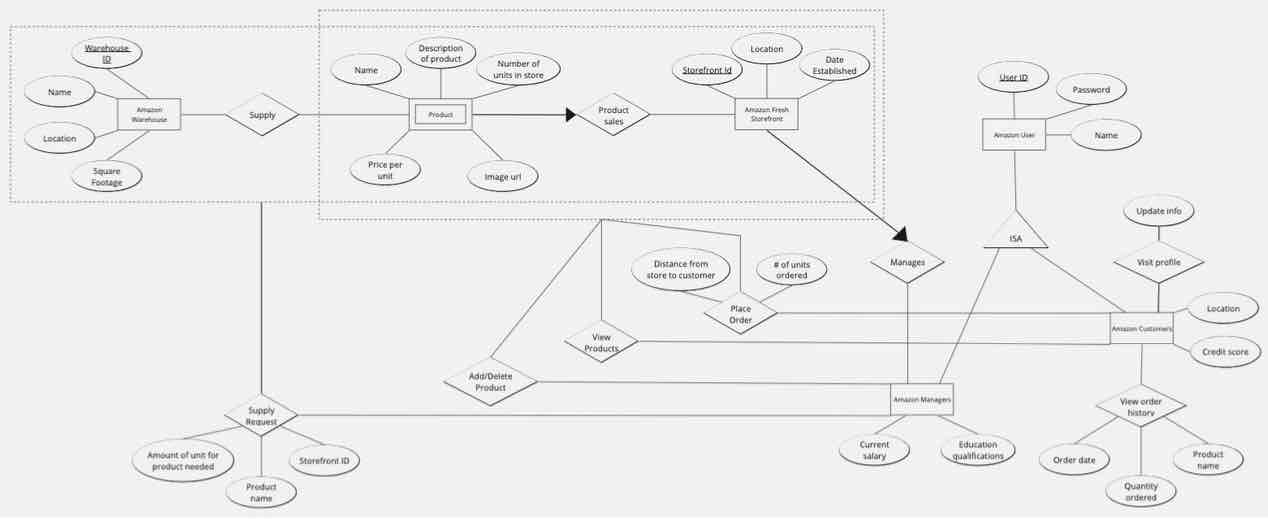 Warehouse
ID
Name
Location
Square
Footage
Amazon
Warehouse
Supply
Name
Description
of product
Number of
units in store
Product
Price per
unit
Image url
Product
sales
Storefront Id
Location
Date
Established
Amazon Fresh
Storefront
User ID
Password
Name
Amazon User
ISA
Update info
Visit profile
Manages
Distance from
store to customer
# of units
ordered
Place
Order
View
Products
Add/Delete
Product
Amazon Customers
Location
Credit score
Amazon Managers
Current
salary
Education
qualifications
View order
history
Order date
Quantity
ordered
Product
name
Supply
Request
Amount of unit for
product needed
Product
name
Storefront ID